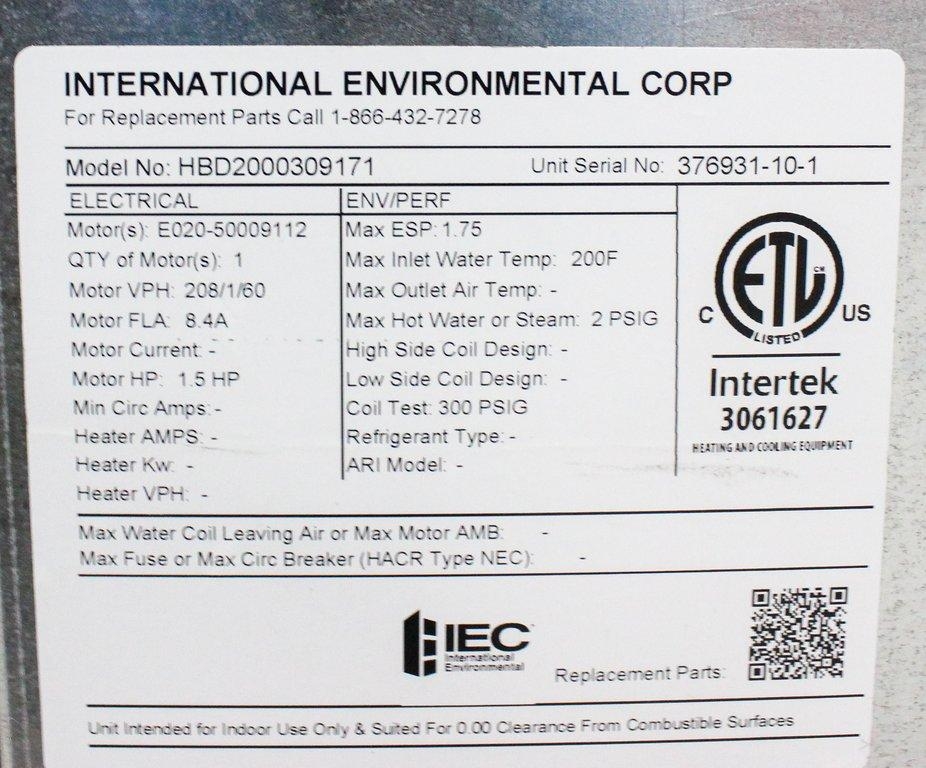 INTERNATIONAL ENVIRONMENTAL CORP
For Replacement Parts Call 1-866-432-7278
Model No: HBD2000309171 Unit Serial No: 376931-10-1
ELECTRICAL
Motor(s): E020-50009112
QTY of Motor(s): 1
Motor VPH: 208/1/60
Motor FLA: 8.4A
Motor Current: -
Motor HP: 1.5 HP
Min Circ Amps: -
Heater AMPS: -
Heater Kw: -
Heater VPH: -
ENV/PERF
Max ESP: 1.75
Max Inlet Water Temp: 200F
Max Outlet Air Temp: -
Max Hot Water or Steam: 2 PSIG
High Side Coil Design: -
Low Side Coil Design: -
Coil Test: 300 PSIG
Refrigerant Type: -
ARI Model: -
ETL CM
C US
LISTED
Intertek
3061627
HEATING AND COOLING EQUIPMENT
Max Water Coil Leaving Air or Max Motor AMB: -
Max Fuse or Max Circ Breaker (HACR Type NEC): -
IEC
International
Environmental
Replacement Parts:
Unit Intended for Indoor Use Only & Suited For 0.00 Clearance From Combustible Surfaces